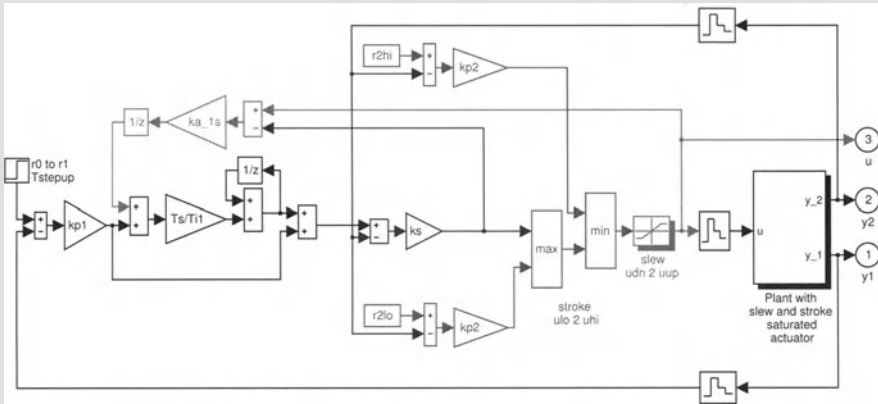 r2hi
+
−
kp2
ka_1s
+
−
1/z
3
u
r0 to r1
Tstepup
1/z
+
−
kp1
+
+
Ts/Ti1
+
+
+
+
+
−
ks
max
min
slew
udn 2 uup
u
y_2
y_1
2
y2
1
y1
Plant with
slew and stroke
saturated
actuator
stroke
ulo 2 uhi
r2lo
+
−
kp2